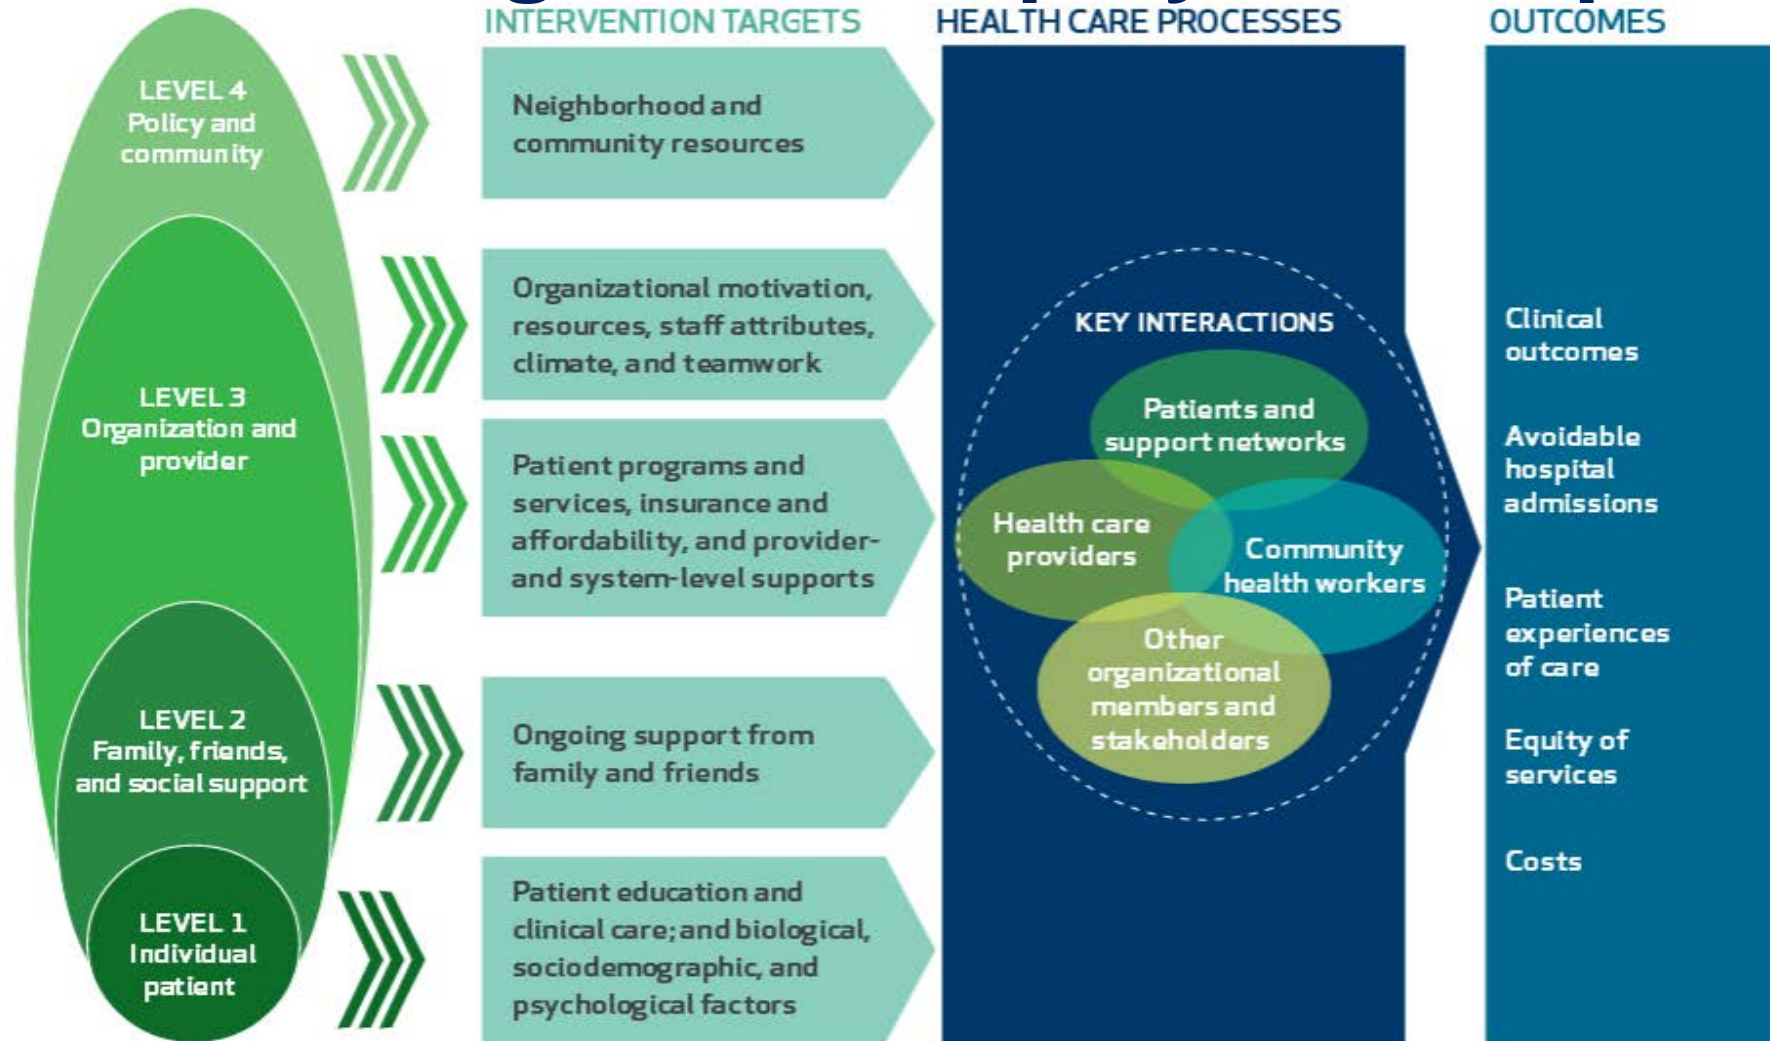 INTERVENTION TARGETS
HEALTH CARE PROCESSES
OUTCOMES
LEVEL 4
Policy and
community
Neighborhood and
community resources
LEVEL 3
Organization and
provider
Organizational motivation,
resources, staff attributes,
climate, and teamwork
Patient programs and
services, insurance and
affordability, and provider-
and system-level supports
LEVEL 2
Family, friends,
and social support
Ongoing support from
family and friends
LEVEL 1
Individual
patient
Patient education and
clinical care; and biological,
sociodemographic, and
psychological factors
KEY INTERACTIONS
Patients and
support networks
Health care
providers
Community
health workers
Other
organizational
members and
stakeholders
Clinical
outcomes
Avoidable
hospital
admissions
Patient
experiences
of care
Equity of
services
Costs